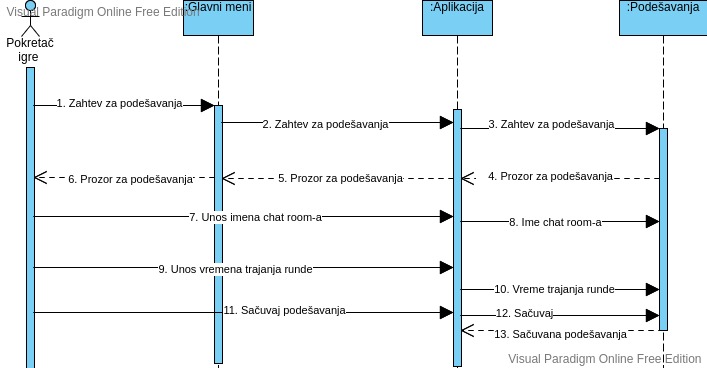 Visual Paradigm Online Free Edition
:Glavni meni
:Aplikacija
:Podešavanja
Pokretač
igre
1. Zahtev za podešavanja
2. Zahtev za podešavanja
3. Zahtev za podešavanja
4. Prozor za podešavanja
5. Prozor za podešavanja
6. Prozor za podešavanja
7. Unos imena chat room-a
8. Ime chat room-a
9. Unos vremena trajanja runde
10. Vreme trajanja runde
11. Sačuvaj podešavanja
12. Sačuvaj
13. Sačuvana podešavanja
Visual Paradigm Online Free Edition